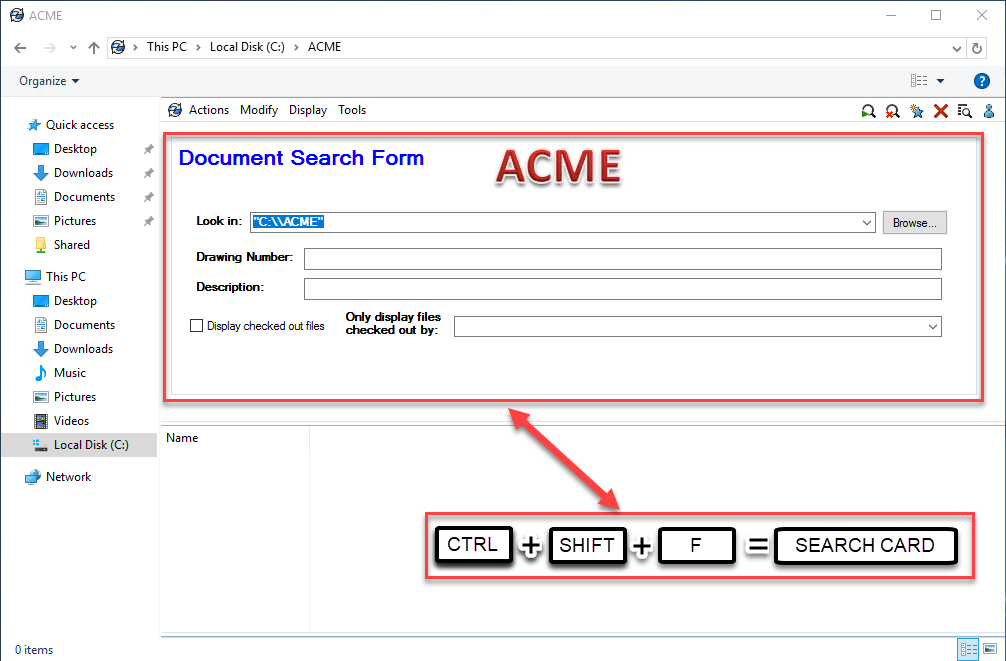 ACME
This PC > Local Disk (C:) > ACME
Organize
Quick access
Desktop
Downloads
Documents
Pictures
Shared
This PC
Desktop
Documents
Downloads
Music
Pictures
Videos
Local Disk (C:)
Network
Actions Modify Display Tools
Document Search Form
ACME
Look in: "C:\\ACME" Browse...
Drawing Number:
Description:
Display checked out files
Only display files
checked out by:
Name
CTRL + SHIFT + F = SEARCH CARD
0 items